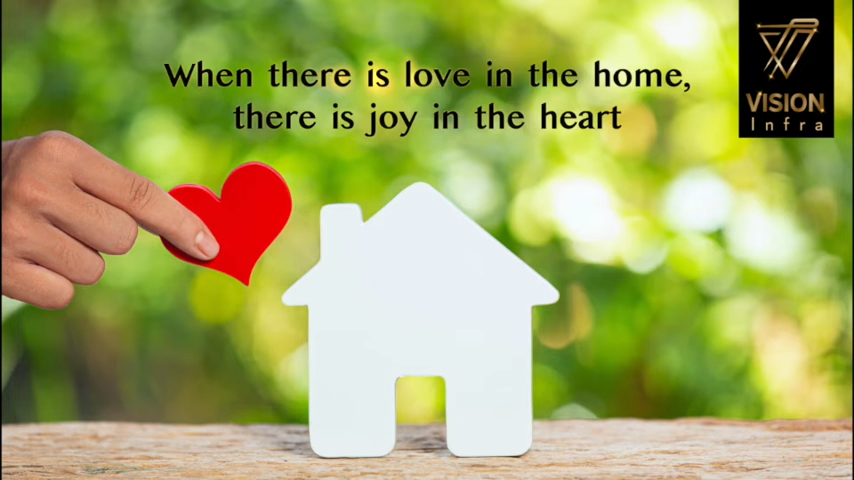 When there is love in the home,
there is joy in the heart
VISION
Infra